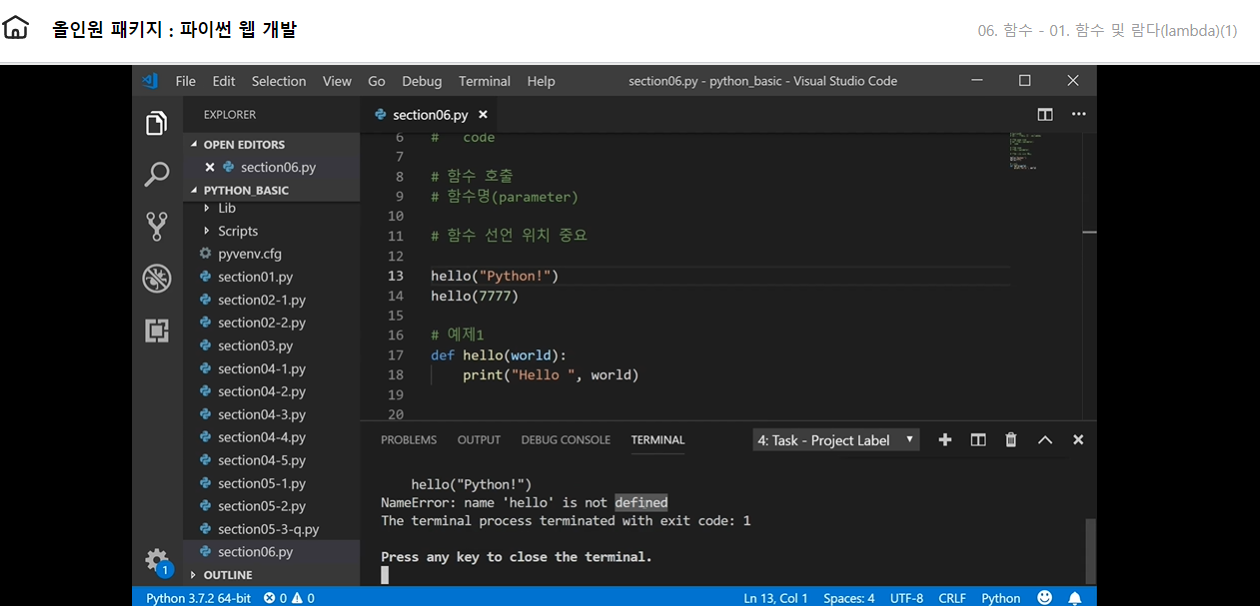 올인원 패키지 : 파이썬 웹 개발
06. 함수 - 01. 함수 및 람다(lambda)(1)
File Edit Selection View Go Debug Terminal Help
section06.py - python_basic - Visual Studio Code
EXPLORER
OPEN EDITORS
section06.py
PYTHON_BASIC
Lib
Scripts
pyvenv.cfg
section01.py
section02-1.py
section02-2.py
section03.py
section04-1.py
section04-2.py
section04-3.py
section04-4.py
section04-5.py
section05-1.py
section05-2.py
section05-3-q.py
section06.py
OUTLINE
1
section06.py
6 #   code
7
8 # 함수 호출
9 # 함수명(parameter)
10
11 # 함수 선언 위치 중요
12
13 hello("Python!")
14 hello(7777)
15
16 # 예제1
17 def hello(world):
18     print("Hello ", world)
19
20
PROBLEMS OUTPUT DEBUG CONSOLE TERMINAL
4: Task - Project Label
hello("Python!")
NameError: name 'hello' is not defined
The terminal process terminated with exit code: 1
Press any key to close the terminal.
Python 3.7.2 64-bit 0 0
Ln 13, Col 1 Spaces: 4 UTF-8 CRLF Python